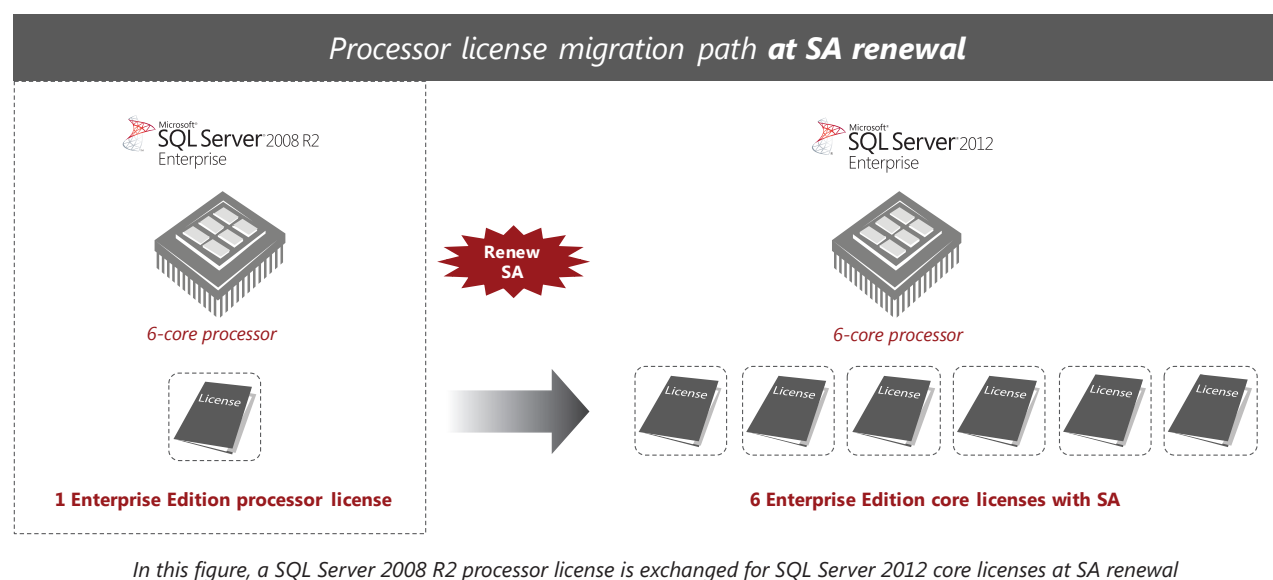 Processor license migration path at SA renewal
Microsoft®
SQL Server® 2008 R2
Enterprise
Microsoft®
SQL Server® 2012
Enterprise
Renew
SA
6-core processor
6-core processor
License
License
License
License
License
License
License
1 Enterprise Edition processor license
6 Enterprise Edition core licenses with SA
In this figure, a SQL Server 2008 R2 processor license is exchanged for SQL Server 2012 core licenses at SA renewal